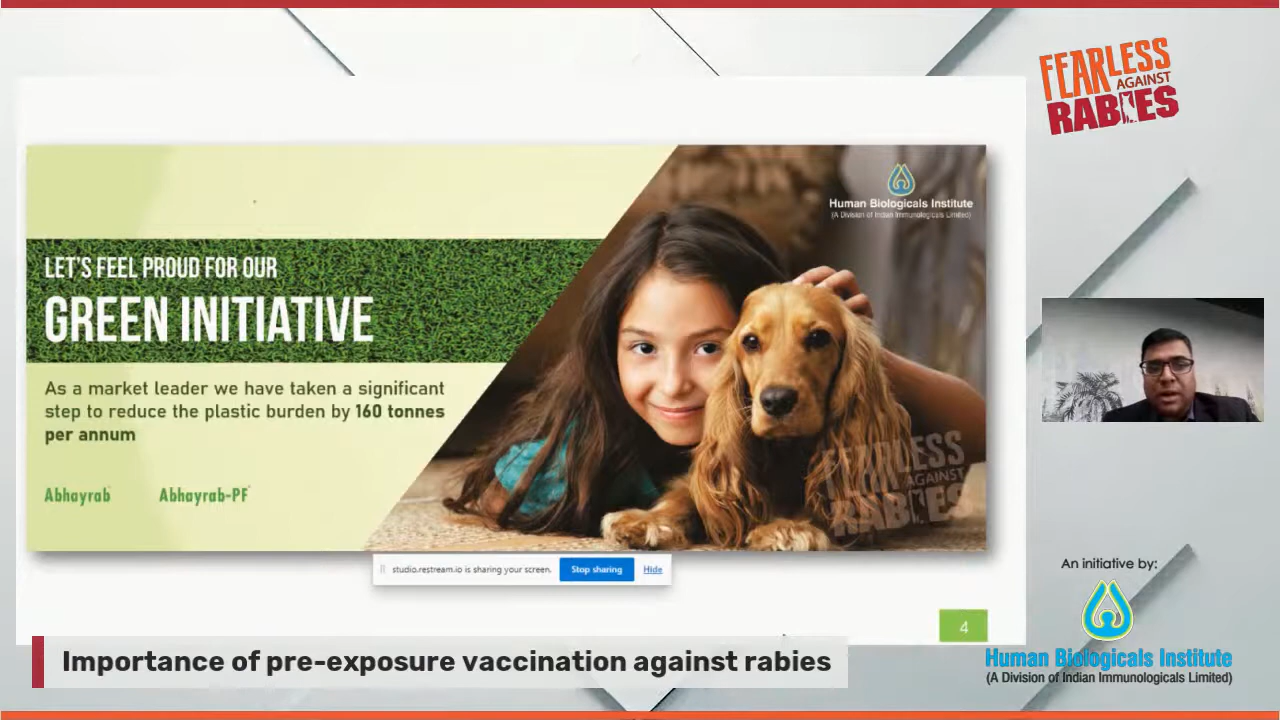 FEARLESS
AGAINST
RABIES
Human Biologicals Institute
(A Division of Indian Immunologicals Limited)
LET'S FEEL PROUD FOR OUR
GREEN INITIATIVE
As a market leader we have taken a significant
step to reduce the plastic burden by 160 tonnes
per annum
Abhayrab
Abhayrab-PF
FEARLESS
AGAINST
RABIES
studio.restream.io is sharing your screen.
Stop sharing
Hide
4
An initiative by:
Human Biologicals Institute
(A Division of Indian Immunologicals Limited)
Importance of pre-exposure vaccination against rabies